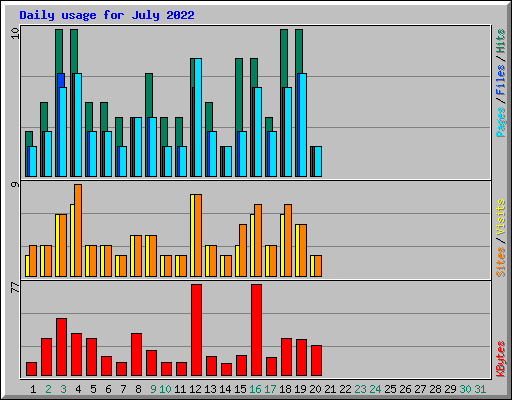 Daily usage for July 2022
10
Pages / Files / Hits
9
Sites / Visits
77
KBytes
1 2 3 4 5 6 7 8 9 10 11 12 13 14 15 16 17 18 19 20 21 22 23 24 25 26 27 28 29 30 31